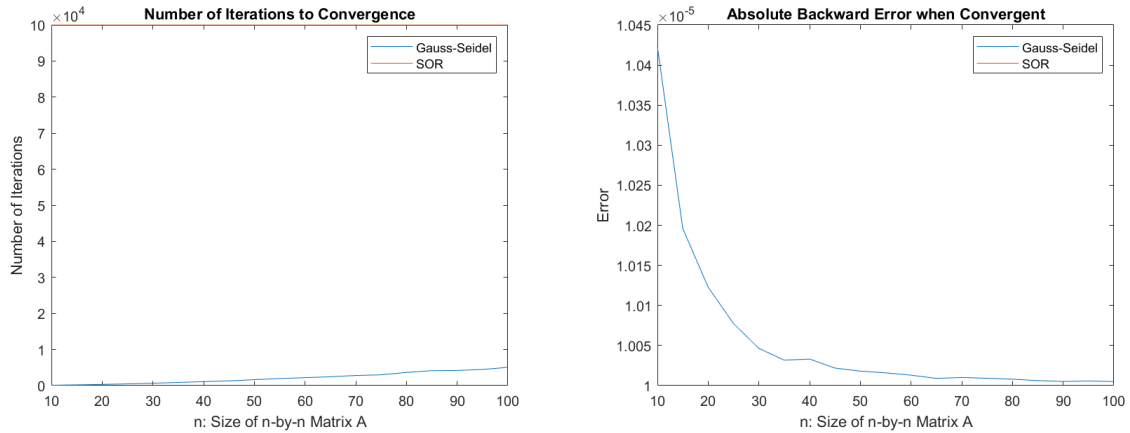 Number of Iterations to Convergence
×10⁴
10
9
8
7
6
5
4
3
2
1
0
Number of Iterations
10 20 30 40 50 60 70 80 90 100
n: Size of n-by-n Matrix A
Gauss-Seidel
SOR
Absolute Backward Error when Convergent
×10⁻⁵
1.045
1.04
1.035
1.03
1.025
1.02
1.015
1.01
1.005
1
Error
10 20 30 40 50 60 70 80 90 100
n: Size of n-by-n Matrix A
Gauss-Seidel
SOR